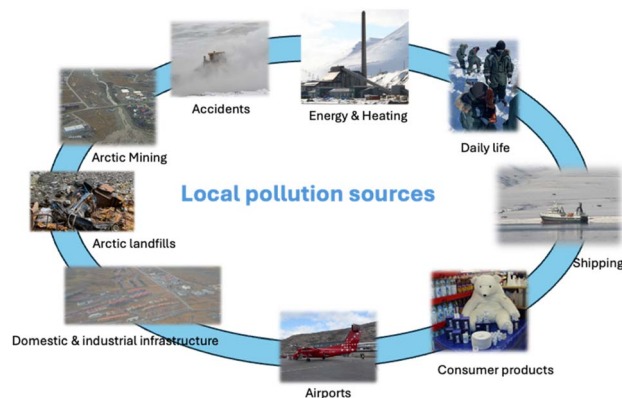 Accidents
Energy & Heating
Daily life
Arctic Mining
Local pollution sources
Arctic landfills
Shipping
Domestic & industrial infrastructure
Consumer products
Airports